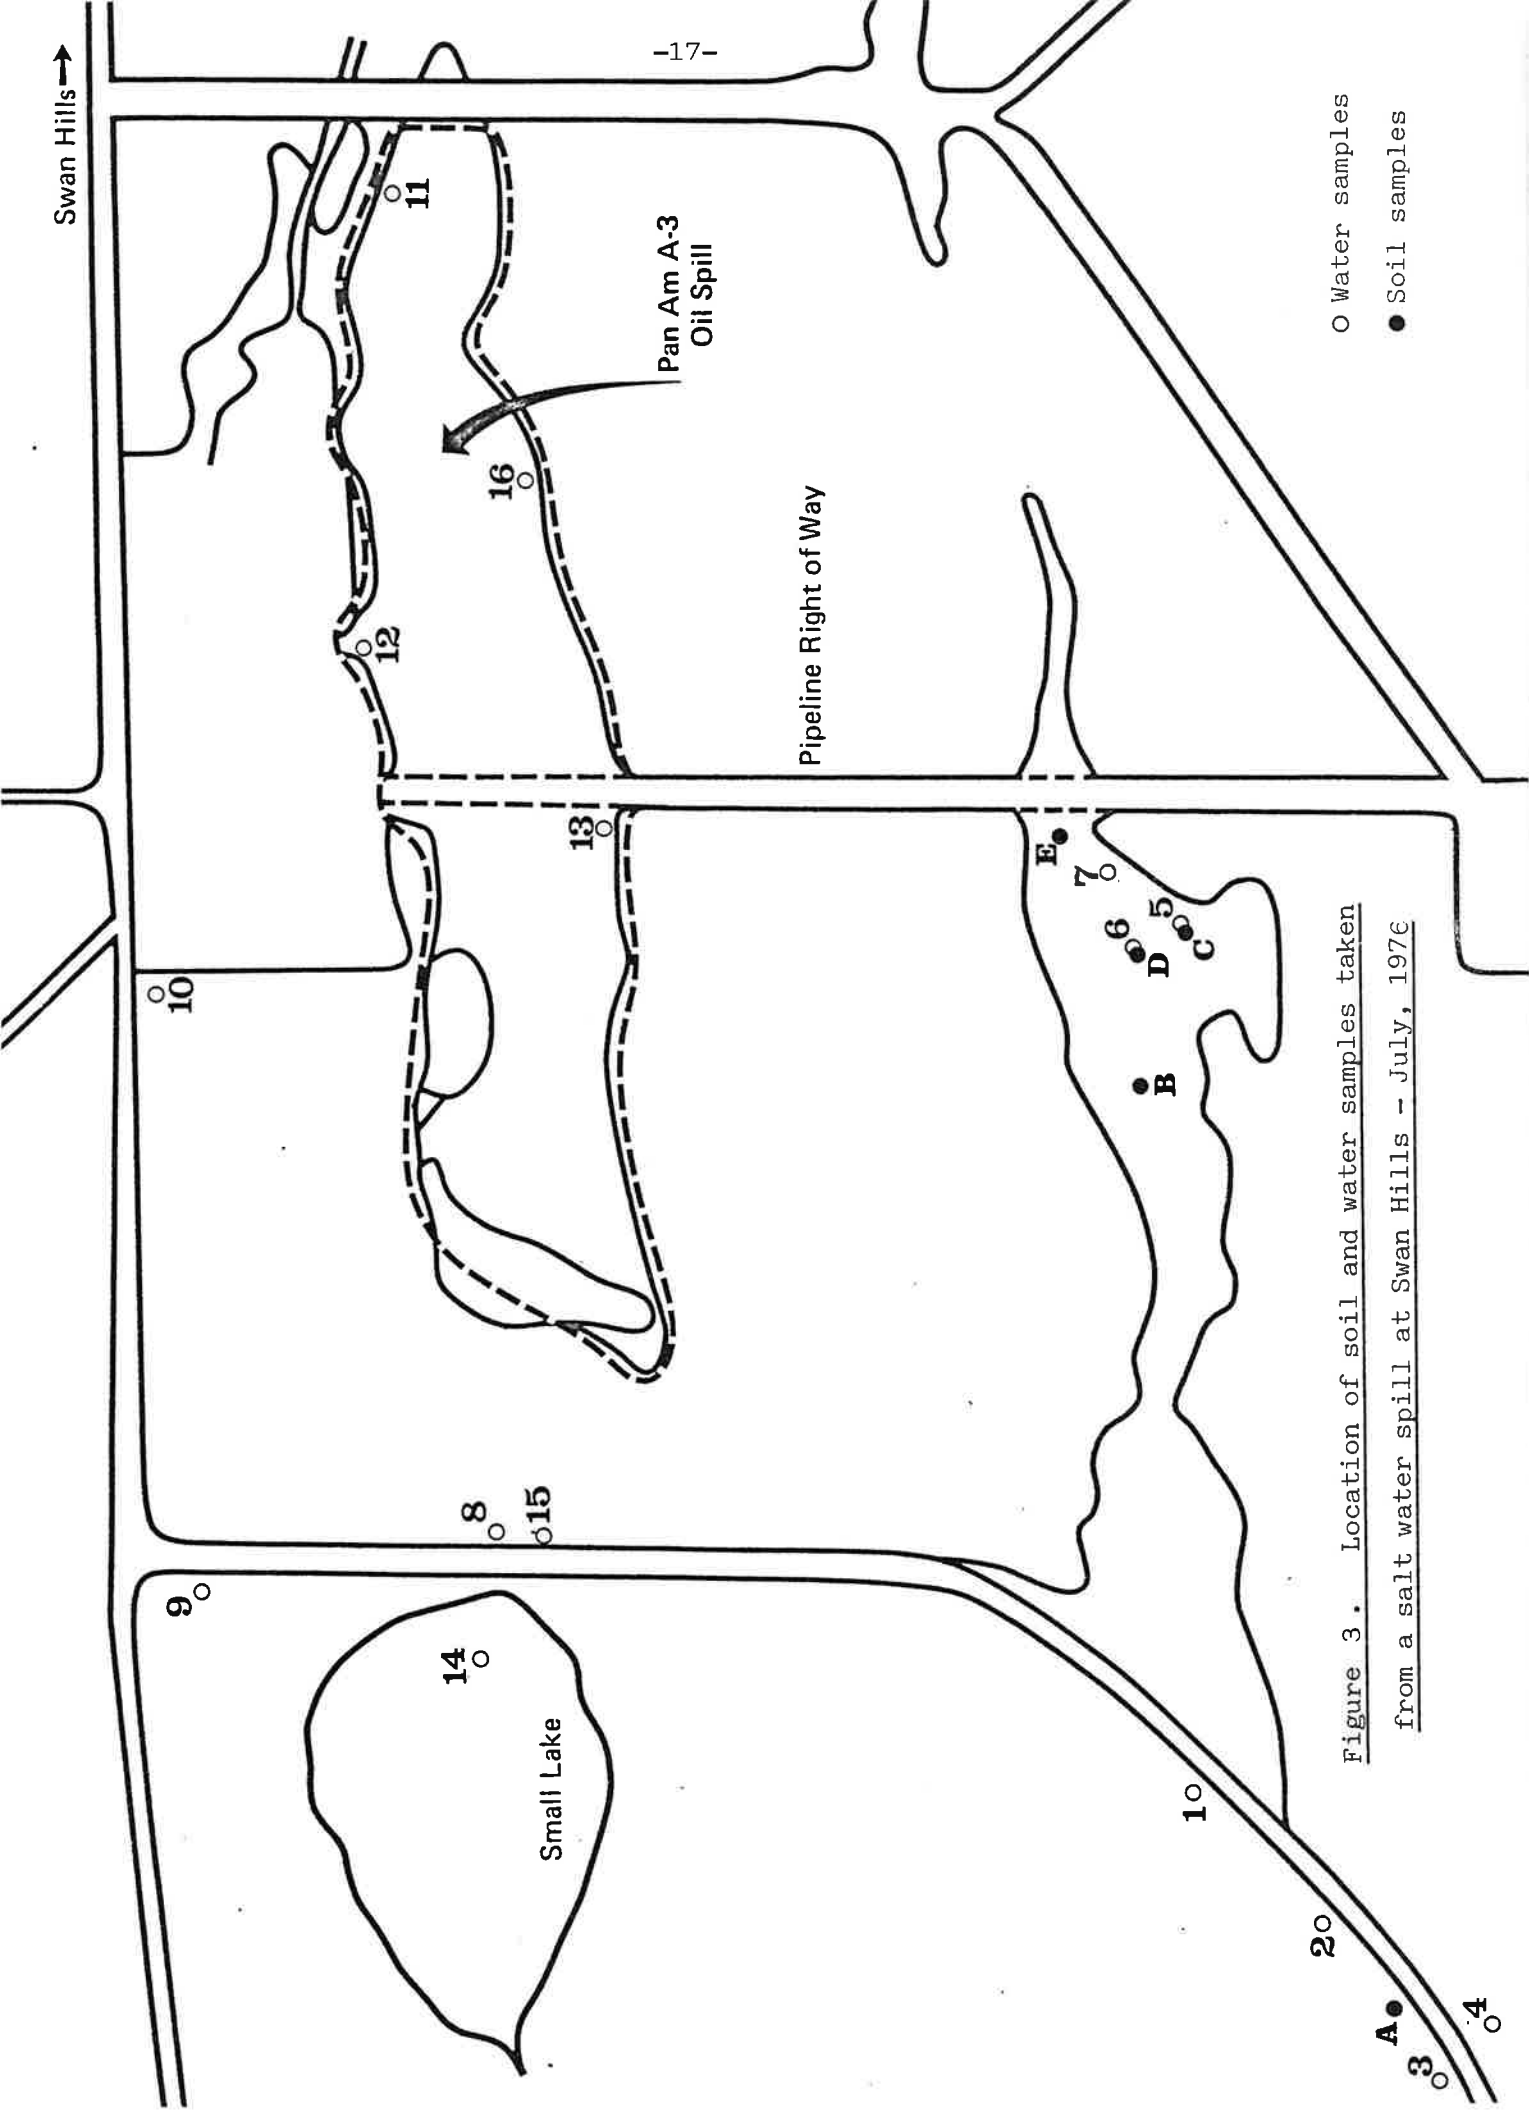 -17-
Swan Hills
9
10
14
8
15
Small Lake
13
12
16
11
Pan Am A-3
Oil Spill
Pipeline Right of Way
1
2
A
3
4
B
D
6
C
5
7
E
Water samples
Soil samples
Figure 3. Location of soil and water samples taken
from a salt water spill at Swan Hills - July, 1976